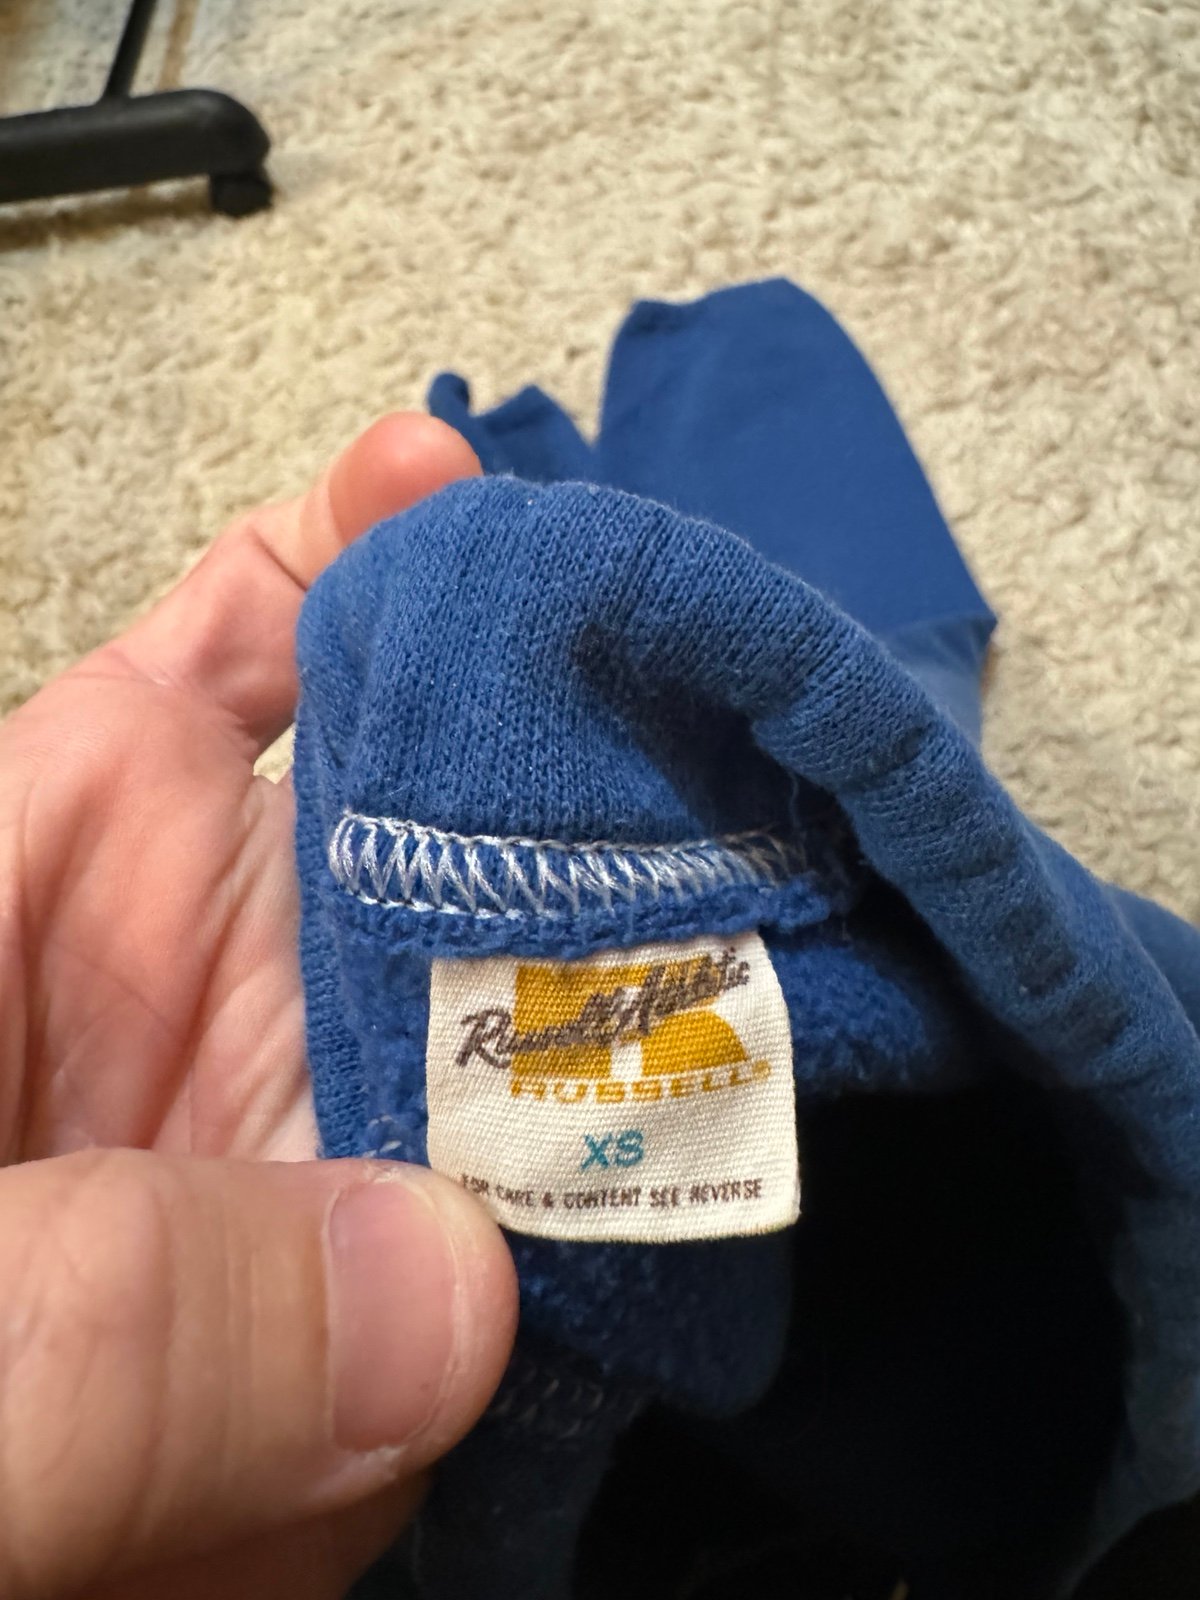 Russell Athletic
RUSSELL
XS
FOR CARE & CONTENT SEE REVERSE